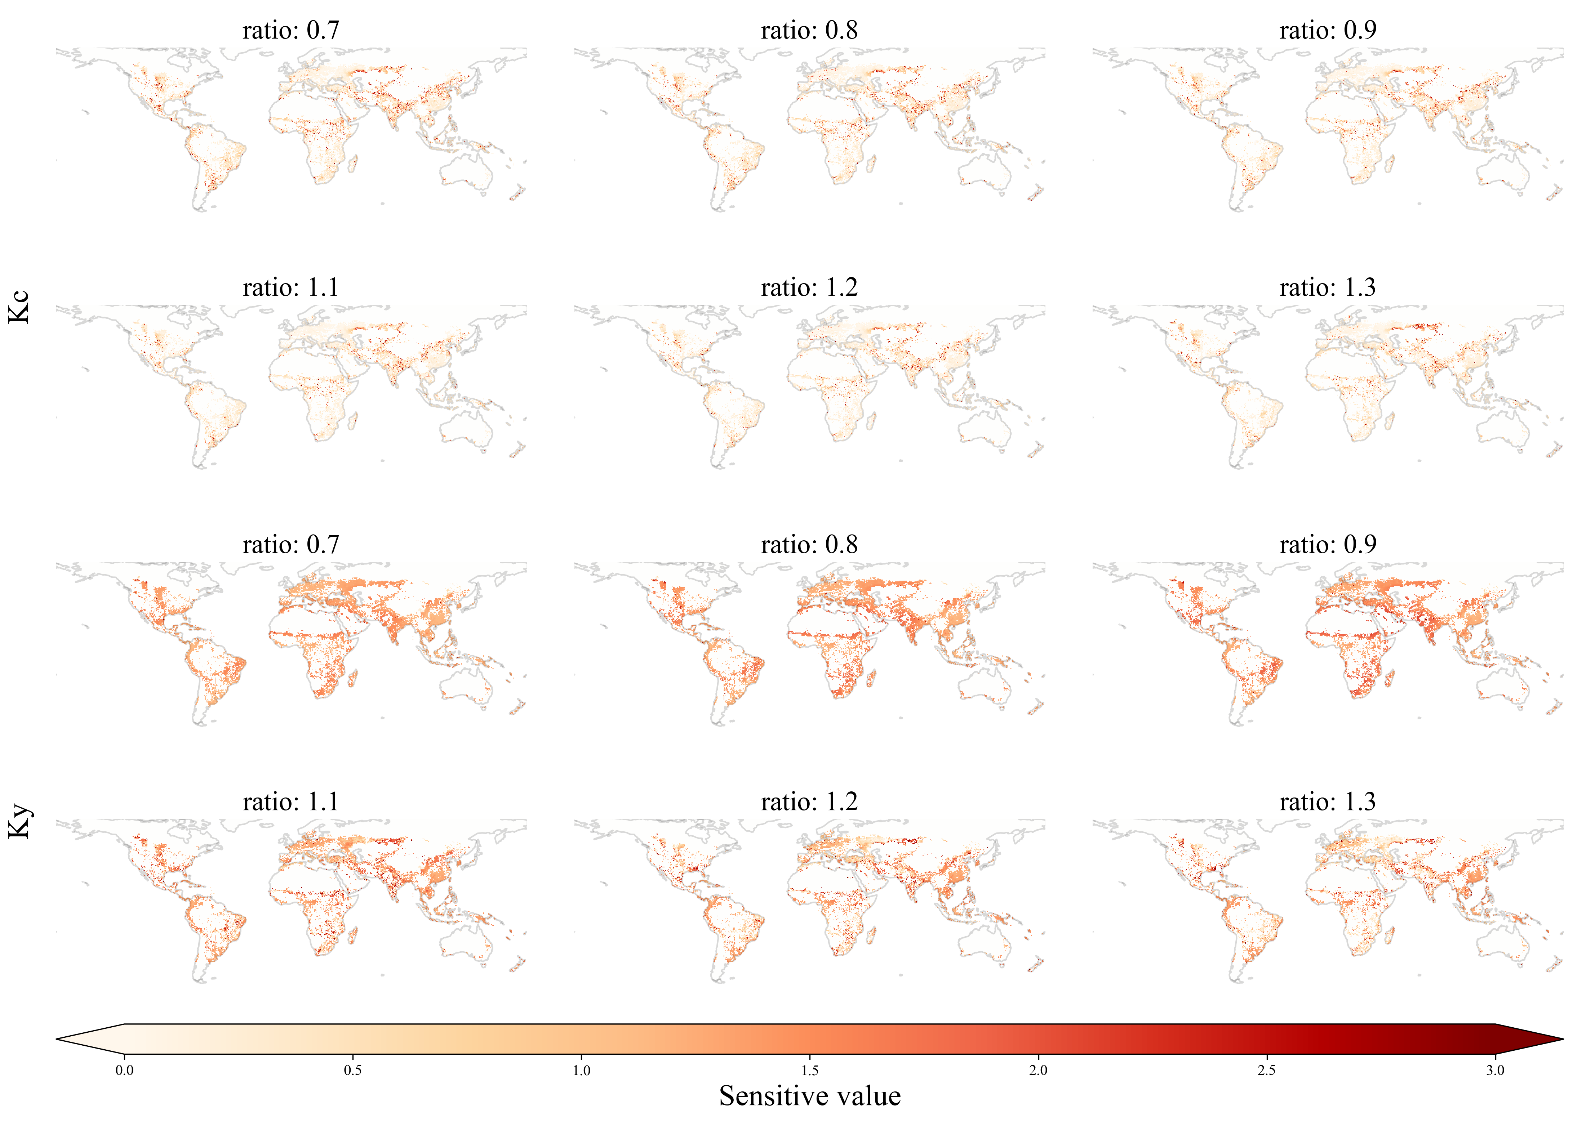 ratio: 0.7 ratio: 0.8 ratio: 0.9
Kc
ratio: 1.1 ratio: 1.2 ratio: 1.3
ratio: 0.7 ratio: 0.8 ratio: 0.9
Ky
ratio: 1.1 ratio: 1.2 ratio: 1.3
0.0 0.5 1.0 1.5 2.0 2.5 3.0
Sensitive value